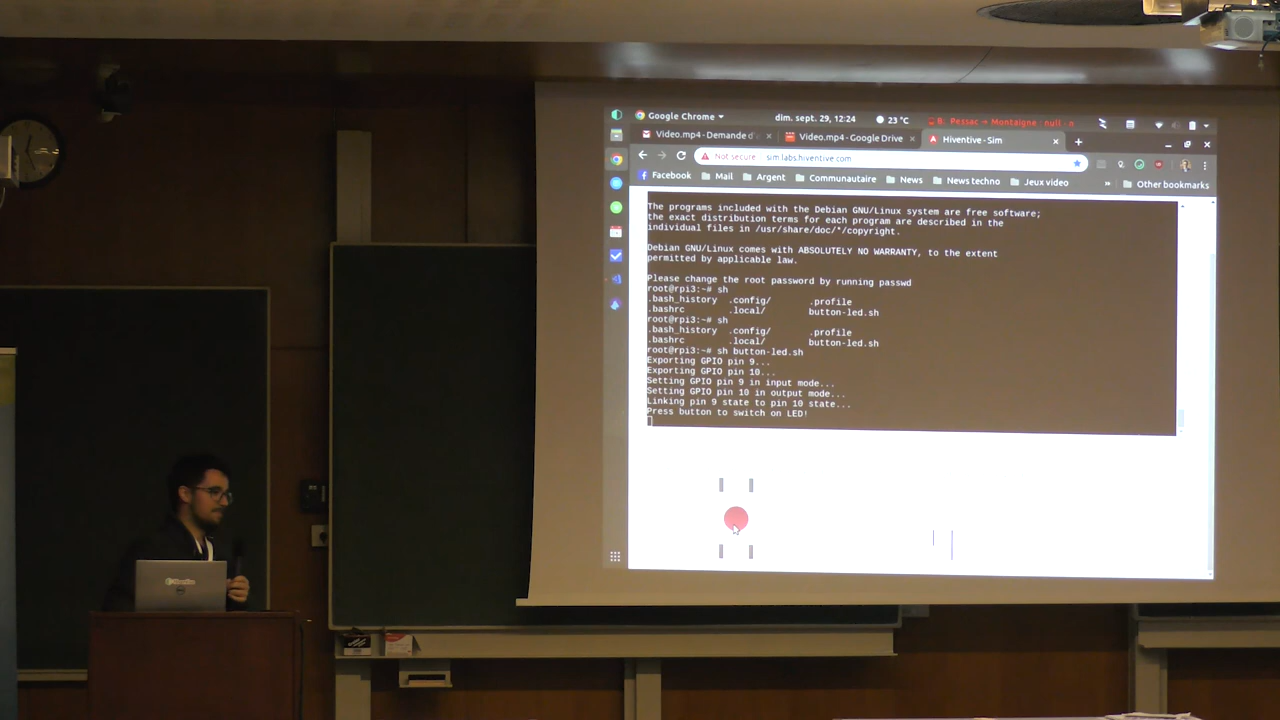 Google Chrome
dim. sept. 29, 12:24
23 °C
B: Pessac → Montaigne : null - n
Video.mp4 - Demande d'
Video.mp4 - Google Drive
Hiventive - Sim
Not secure
sim.labs.hiventive.com
Facebook
Mail
Argent
Communautaire
News
News techno
Jeux video
Other bookmarks
The programs included with the Debian GNU/Linux system are free software;
the exact distribution terms for each program are described in the
individual files in /usr/share/doc/*/copyright.
Debian GNU/Linux comes with ABSOLUTELY NO WARRANTY, to the extent
permitted by applicable law.
Please change the root password by running passwd
root@rpi3:~# sh
.bash_history .config/ .profile
.bashrc .local/ button-led.sh
root@rpi3:~# sh
.bash_history .config/ .profile
.bashrc .local/ button-led.sh
root@rpi3:~# sh button-led.sh
Exporting GPIO pin 9...
Exporting GPIO pin 10...
Setting GPIO pin 9 in input mode...
Setting GPIO pin 10 in output mode...
Linking pin 9 state to pin 10 state...
Press button to switch on LED!